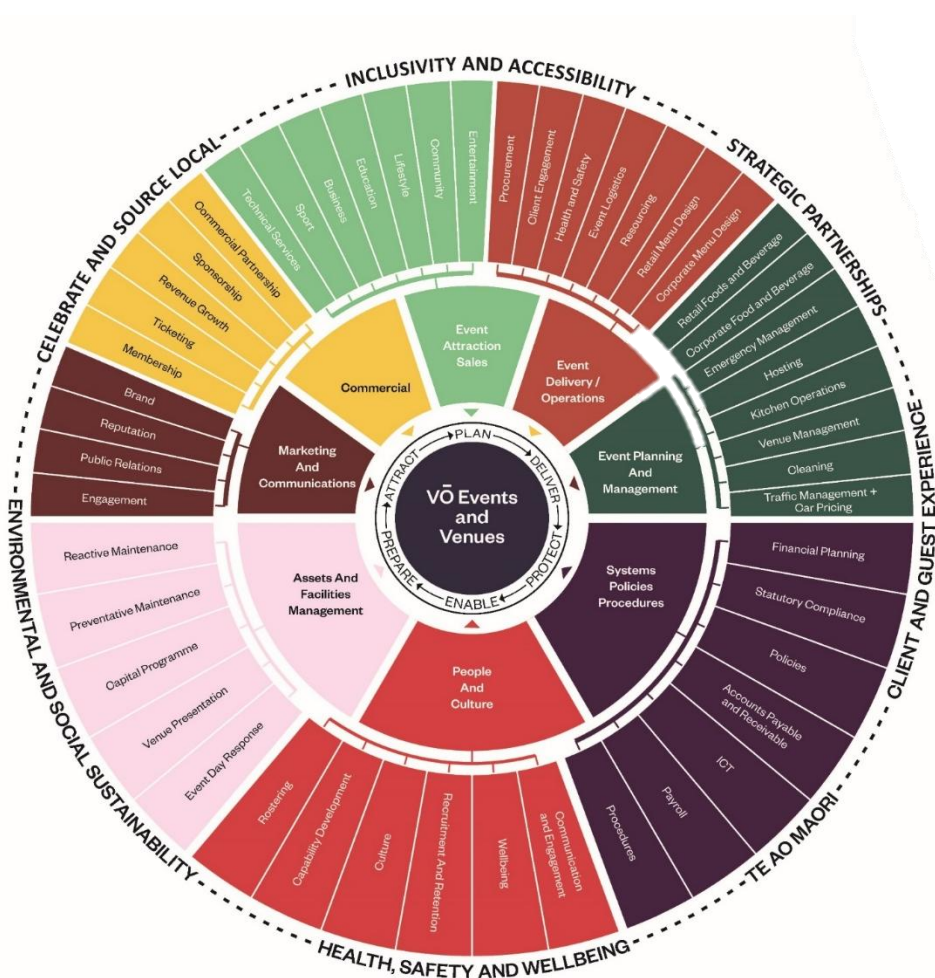 INCLUSIVITY AND ACCESSIBILITY
STRATEGIC PARTNERSHIPS
CLIENT AND GUEST EXPERIENCE
TE AO MAORI
HEALTH, SAFETY AND WELLBEING
ENVIRONMENTAL AND SOCIAL SUSTAINABILITY
CELEBRATE AND SOURCE LOCAL
Technical Services
Sport
Business
Education
Lifestyle
Community
Entertainment
Procurement
Client Engagement
Health and Safety
Event Logistics
Resourcing
Retail Menu Design
Corporate Menu Design
Retail Foods and Beverage
Corporate Food and Beverage
Emergency Management
Hosting
Kitchen Operations
Venue Management
Cleaning
Traffic Management +
Car Pricing
Financial Planning
Statutory Compliance
Policies
Accounts Payable
and Receivable
ICT
Payroll
Procedures
Communication
and Engagement
Wellbeing
Recruitment And Retention
Culture
Capability Development
Rostering
Event Day Response
Venue Presentation
Capital Programme
Preventative Maintenance
Reactive Maintenance
Engagement
Public Relations
Reputation
Brand
Membership
Ticketing
Revenue Growth
Sponsorship
Commercial Partnership
Event
Attraction
Sales
Event
Delivery /
Operations
Event Planning
And
Management
Systems
Policies
Procedures
People
And
Culture
Assets And
Facilities
Management
Marketing
And
Communications
Commercial
PLAN
DELIVER
PROTECT
ENABLE
PREPARE
ATTRACT
VŌ Events
and
Venues